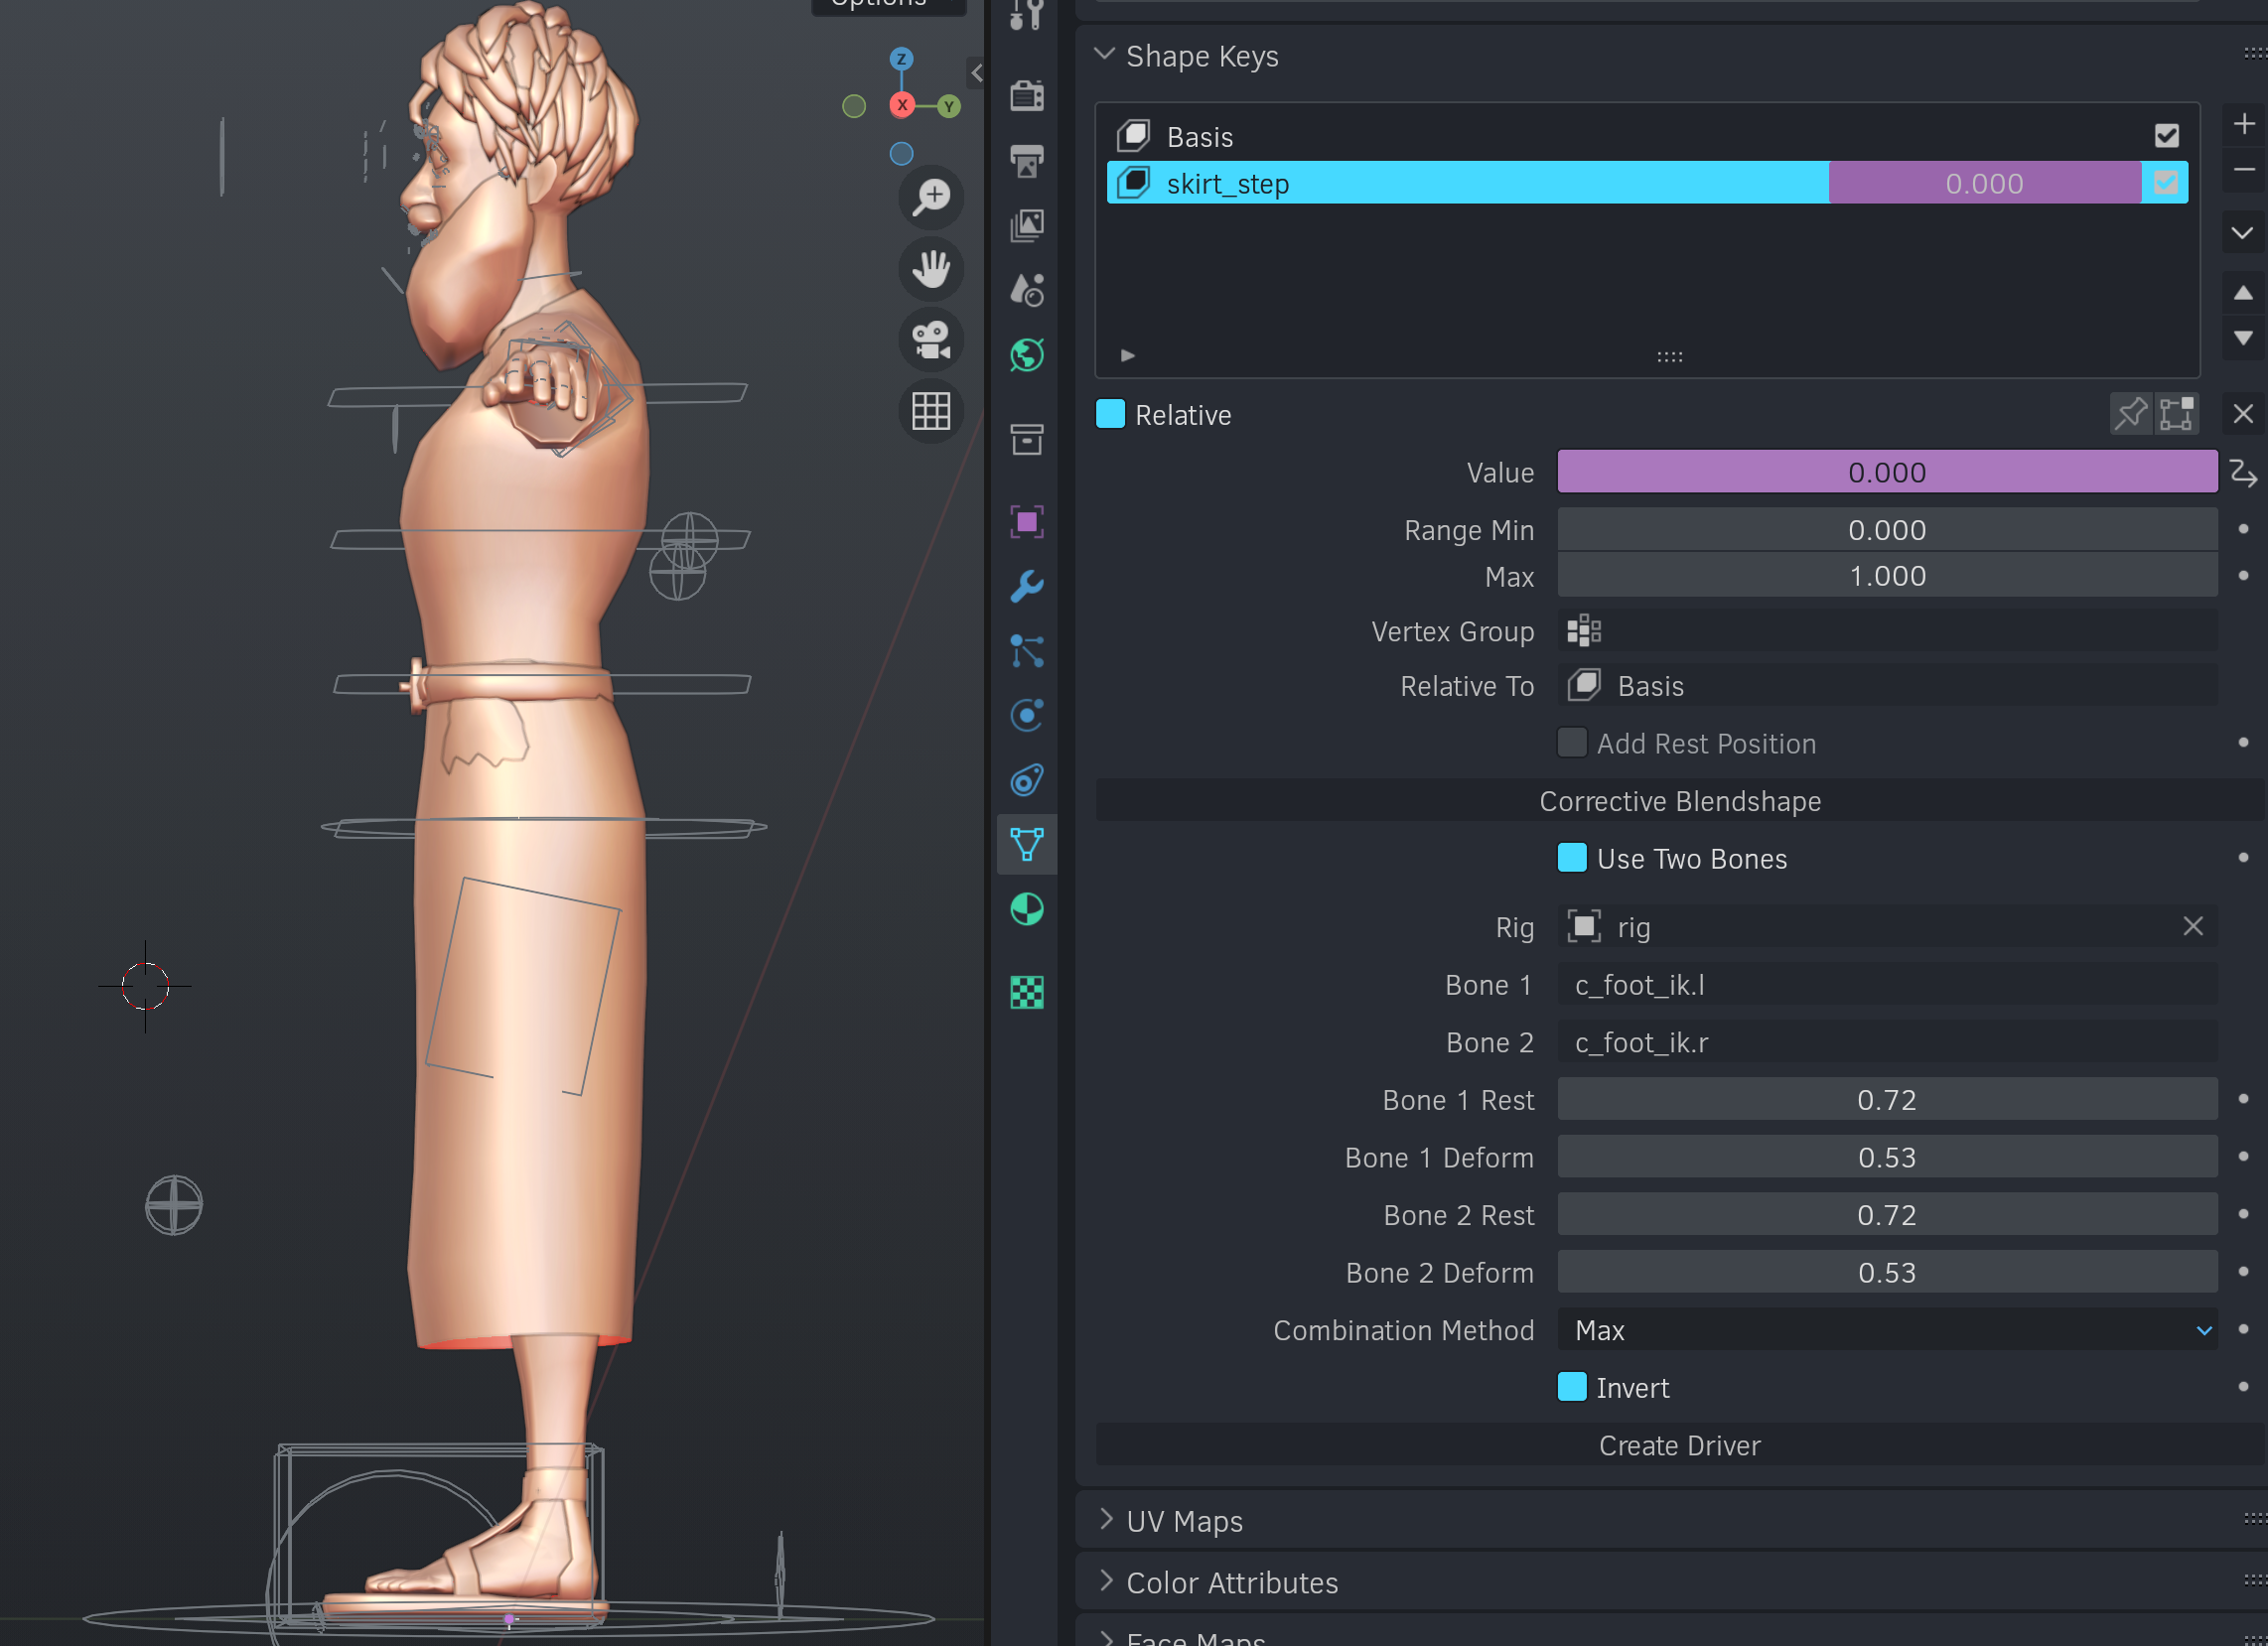 Options
Z
X
Y
Shape Keys
Basis
skirt_step 0.000
Relative
Value 0.000
Range Min 0.000
Max 1.000
Vertex Group
Relative To Basis
Add Rest Position
Corrective Blendshape
Use Two Bones
Rig rig
Bone 1 c_foot_ik.l
Bone 2 c_foot_ik.r
Bone 1 Rest 0.72
Bone 1 Deform 0.53
Bone 2 Rest 0.72
Bone 2 Deform 0.53
Combination Method Max
Invert
Create Driver
UV Maps
Color Attributes
Face Maps